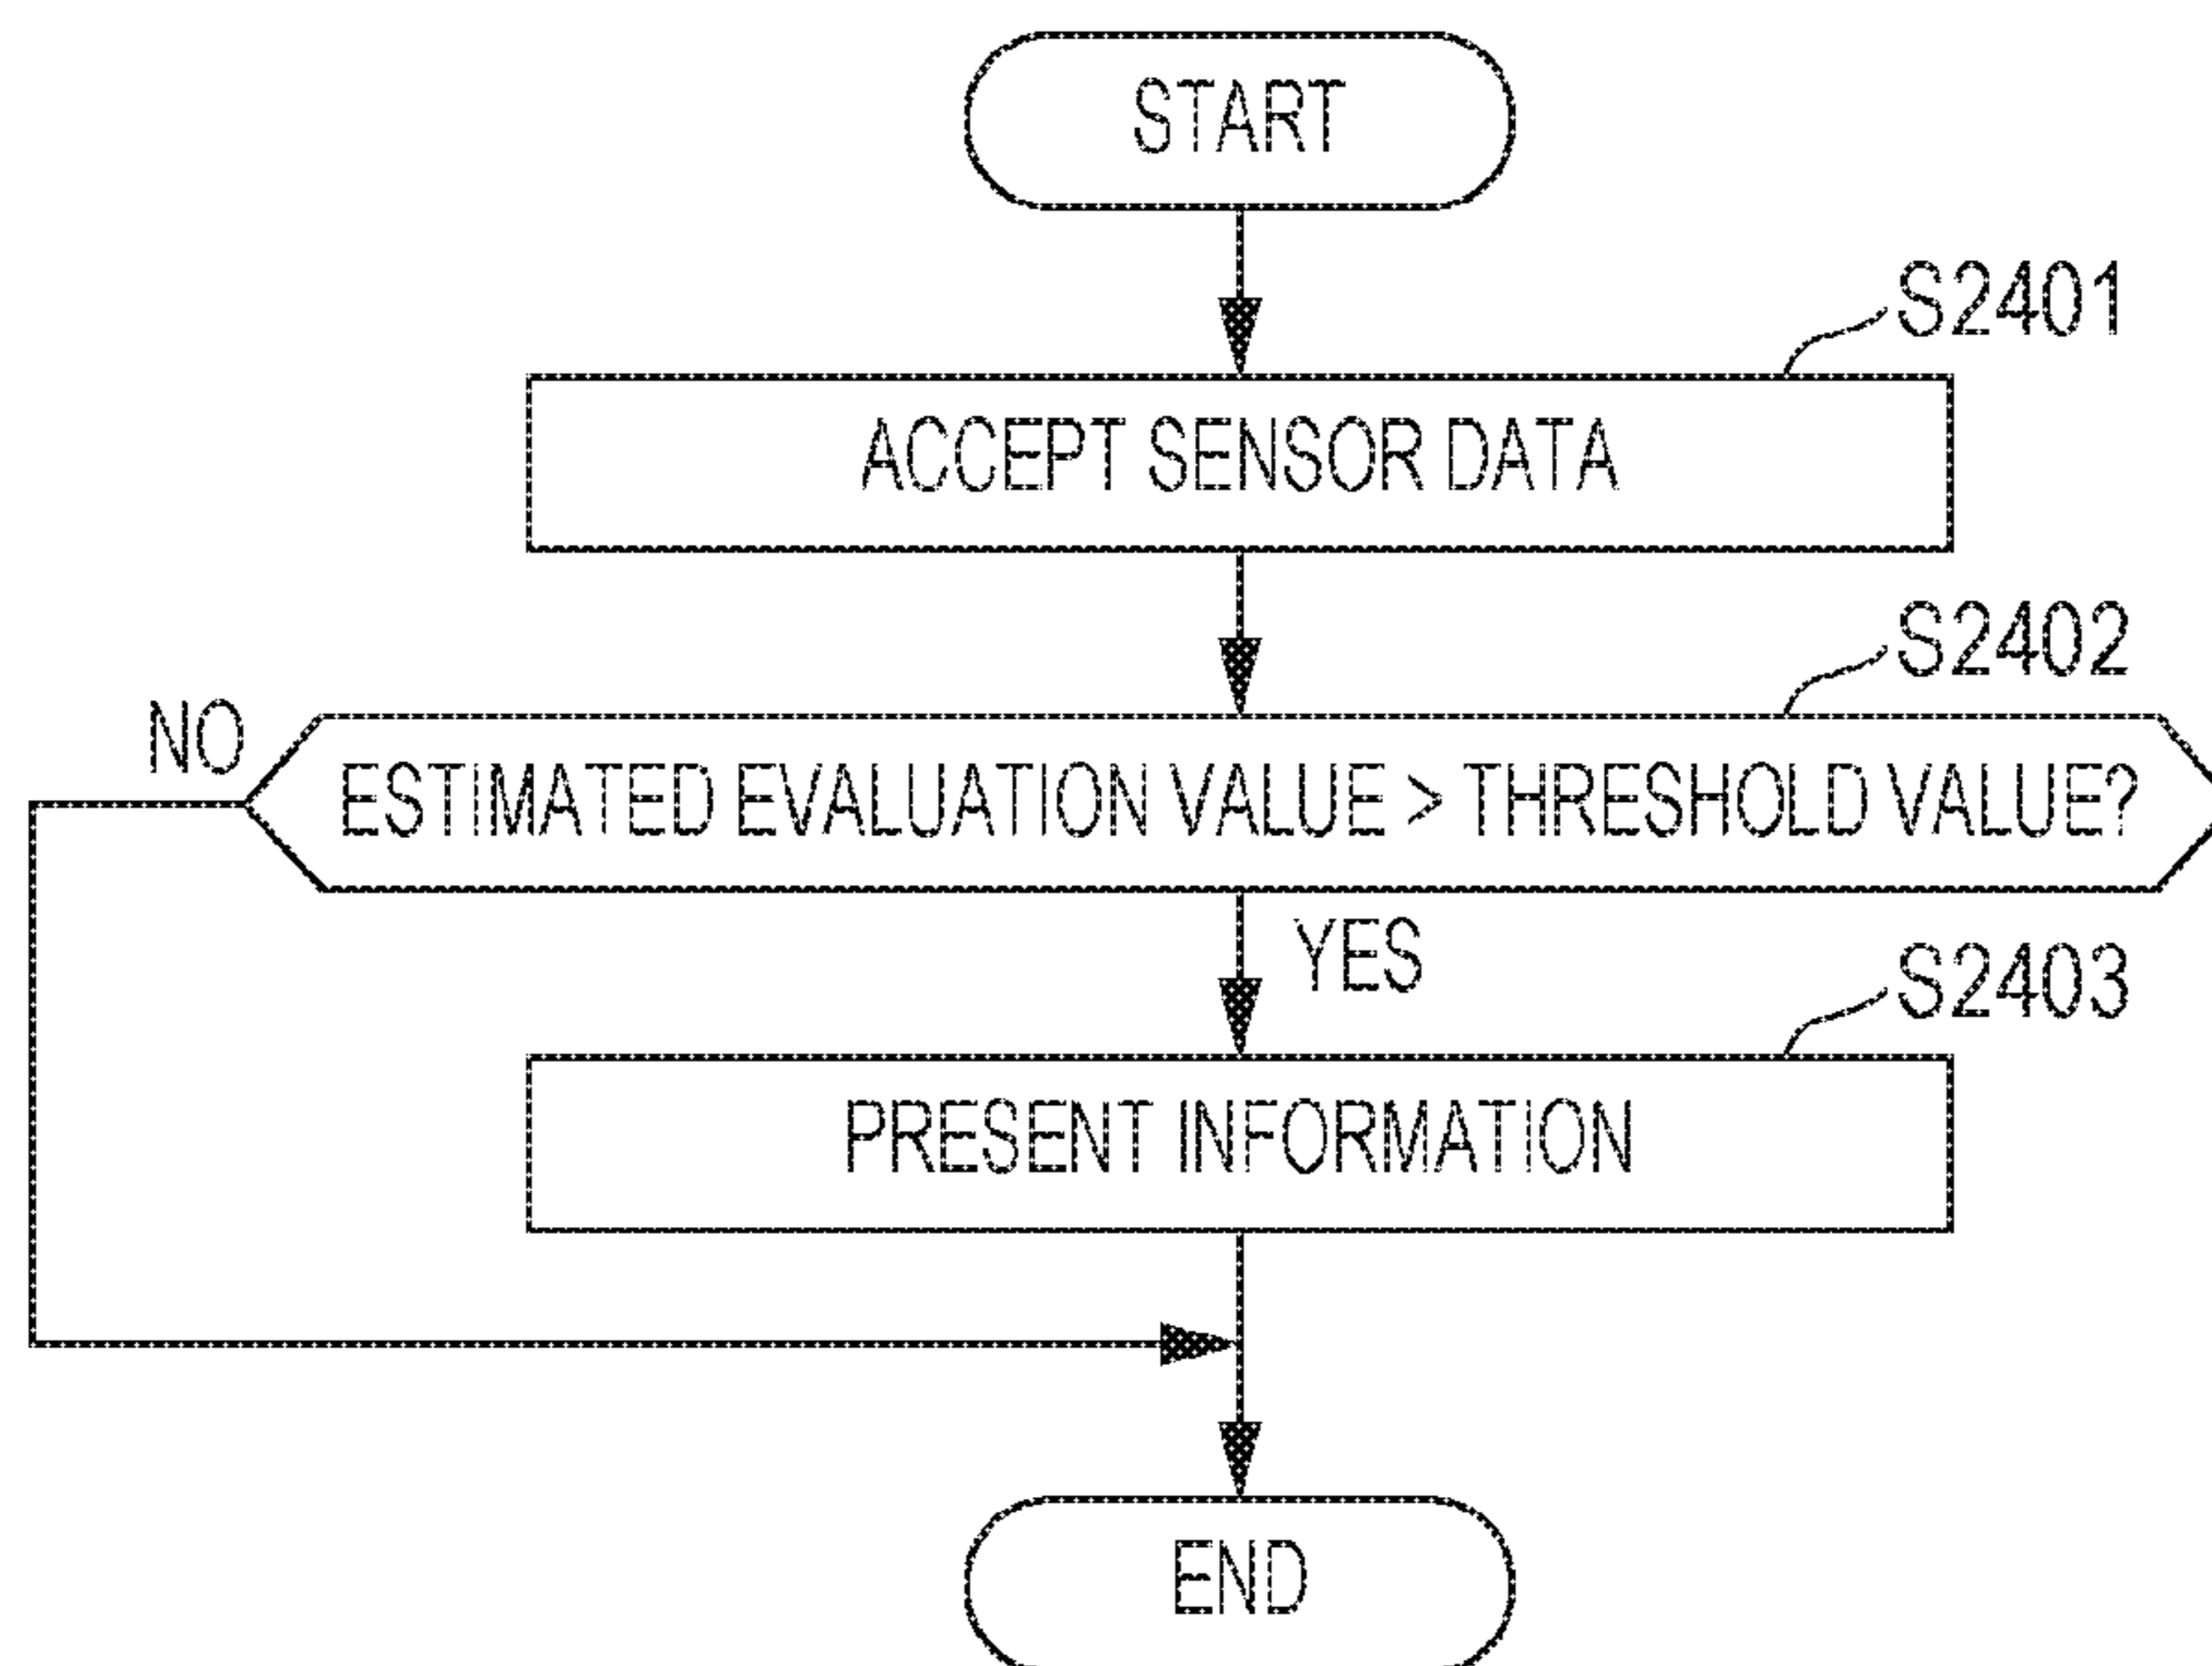 START
S2401
ACCEPT SENSOR DATA
S2402
NO
ESTIMATED EVALUATION VALUE > THRESHOLD VALUE?
YES
S2403
PRESENT INFORMATION
END